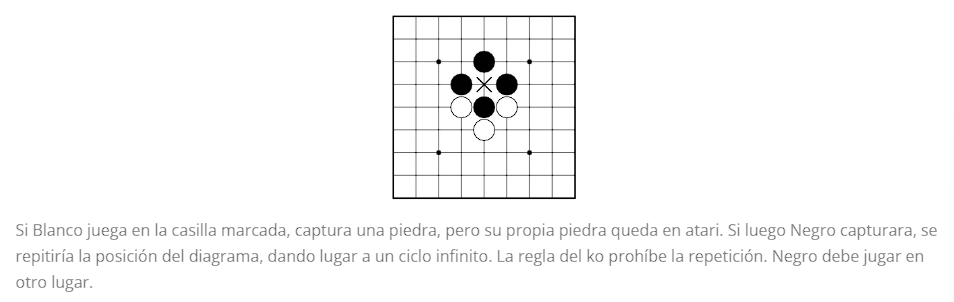 Si Blanco juega en la casilla marcada, captura una piedra, pero su propia piedra queda en atari. Si luego Negro capturara, se
repitiría la posición del diagrama, dando lugar a un ciclo infinito. La regla del ko prohíbe la repetición. Negro debe jugar en
otro lugar.